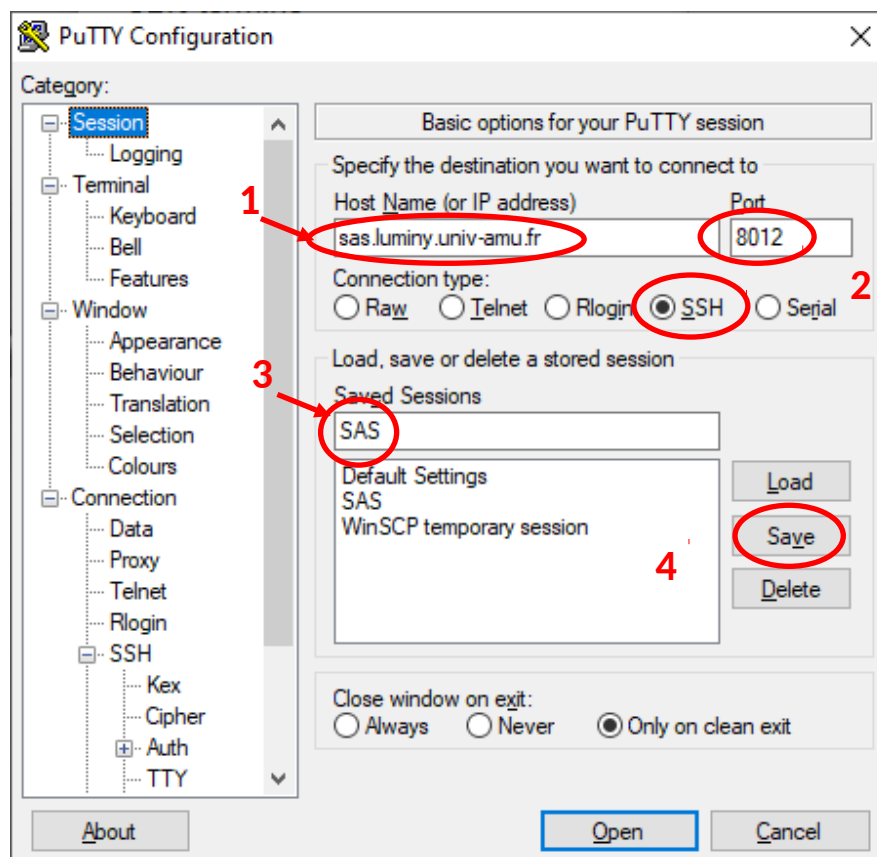 PuTTY Configuration
Category:
Session
Logging
Terminal
Keyboard
Bell
Features
Window
Appearance
Behaviour
Translation
Selection
Colours
Connection
Data
Proxy
Telnet
Rlogin
SSH
Kex
Cipher
Auth
TTY
Basic options for your PuTTY session
Specify the destination you want to connect to
1
Host Name (or IP address) Port
sas.luminy.univ-amu.fr 8012
2
Connection type:
Raw Telnet Rlogin SSH Serial
Load, save or delete a stored session
3
Saved Sessions
SAS
Default Settings
SAS
WinSCP temporary session
Load
4
Save
Delete
Close window on exit:
Always Never Only on clean exit
About Open Cancel